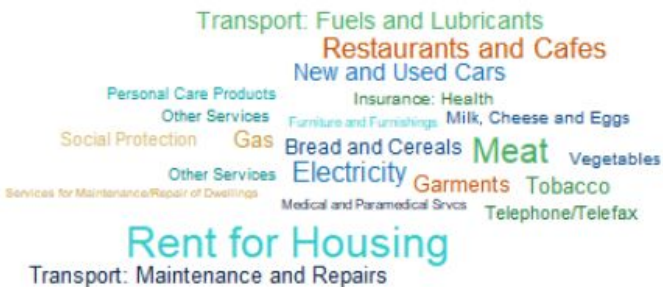 Transport: Fuels and Lubricants
Restaurants and Cafes
New and Used Cars
Personal Care Products
Insurance: Health
Other Services
Furniture and Furnishings
Milk, Cheese and Eggs
Social Protection
Gas
Bread and Cereals
Meat
Vegetables
Other Services
Electricity
Garments
Tobacco
Services for Maintenance/Repair of Dwellings
Medical and Paramedical Srvcs
Telephone/Telefax
Rent for Housing
Transport: Maintenance and Repairs